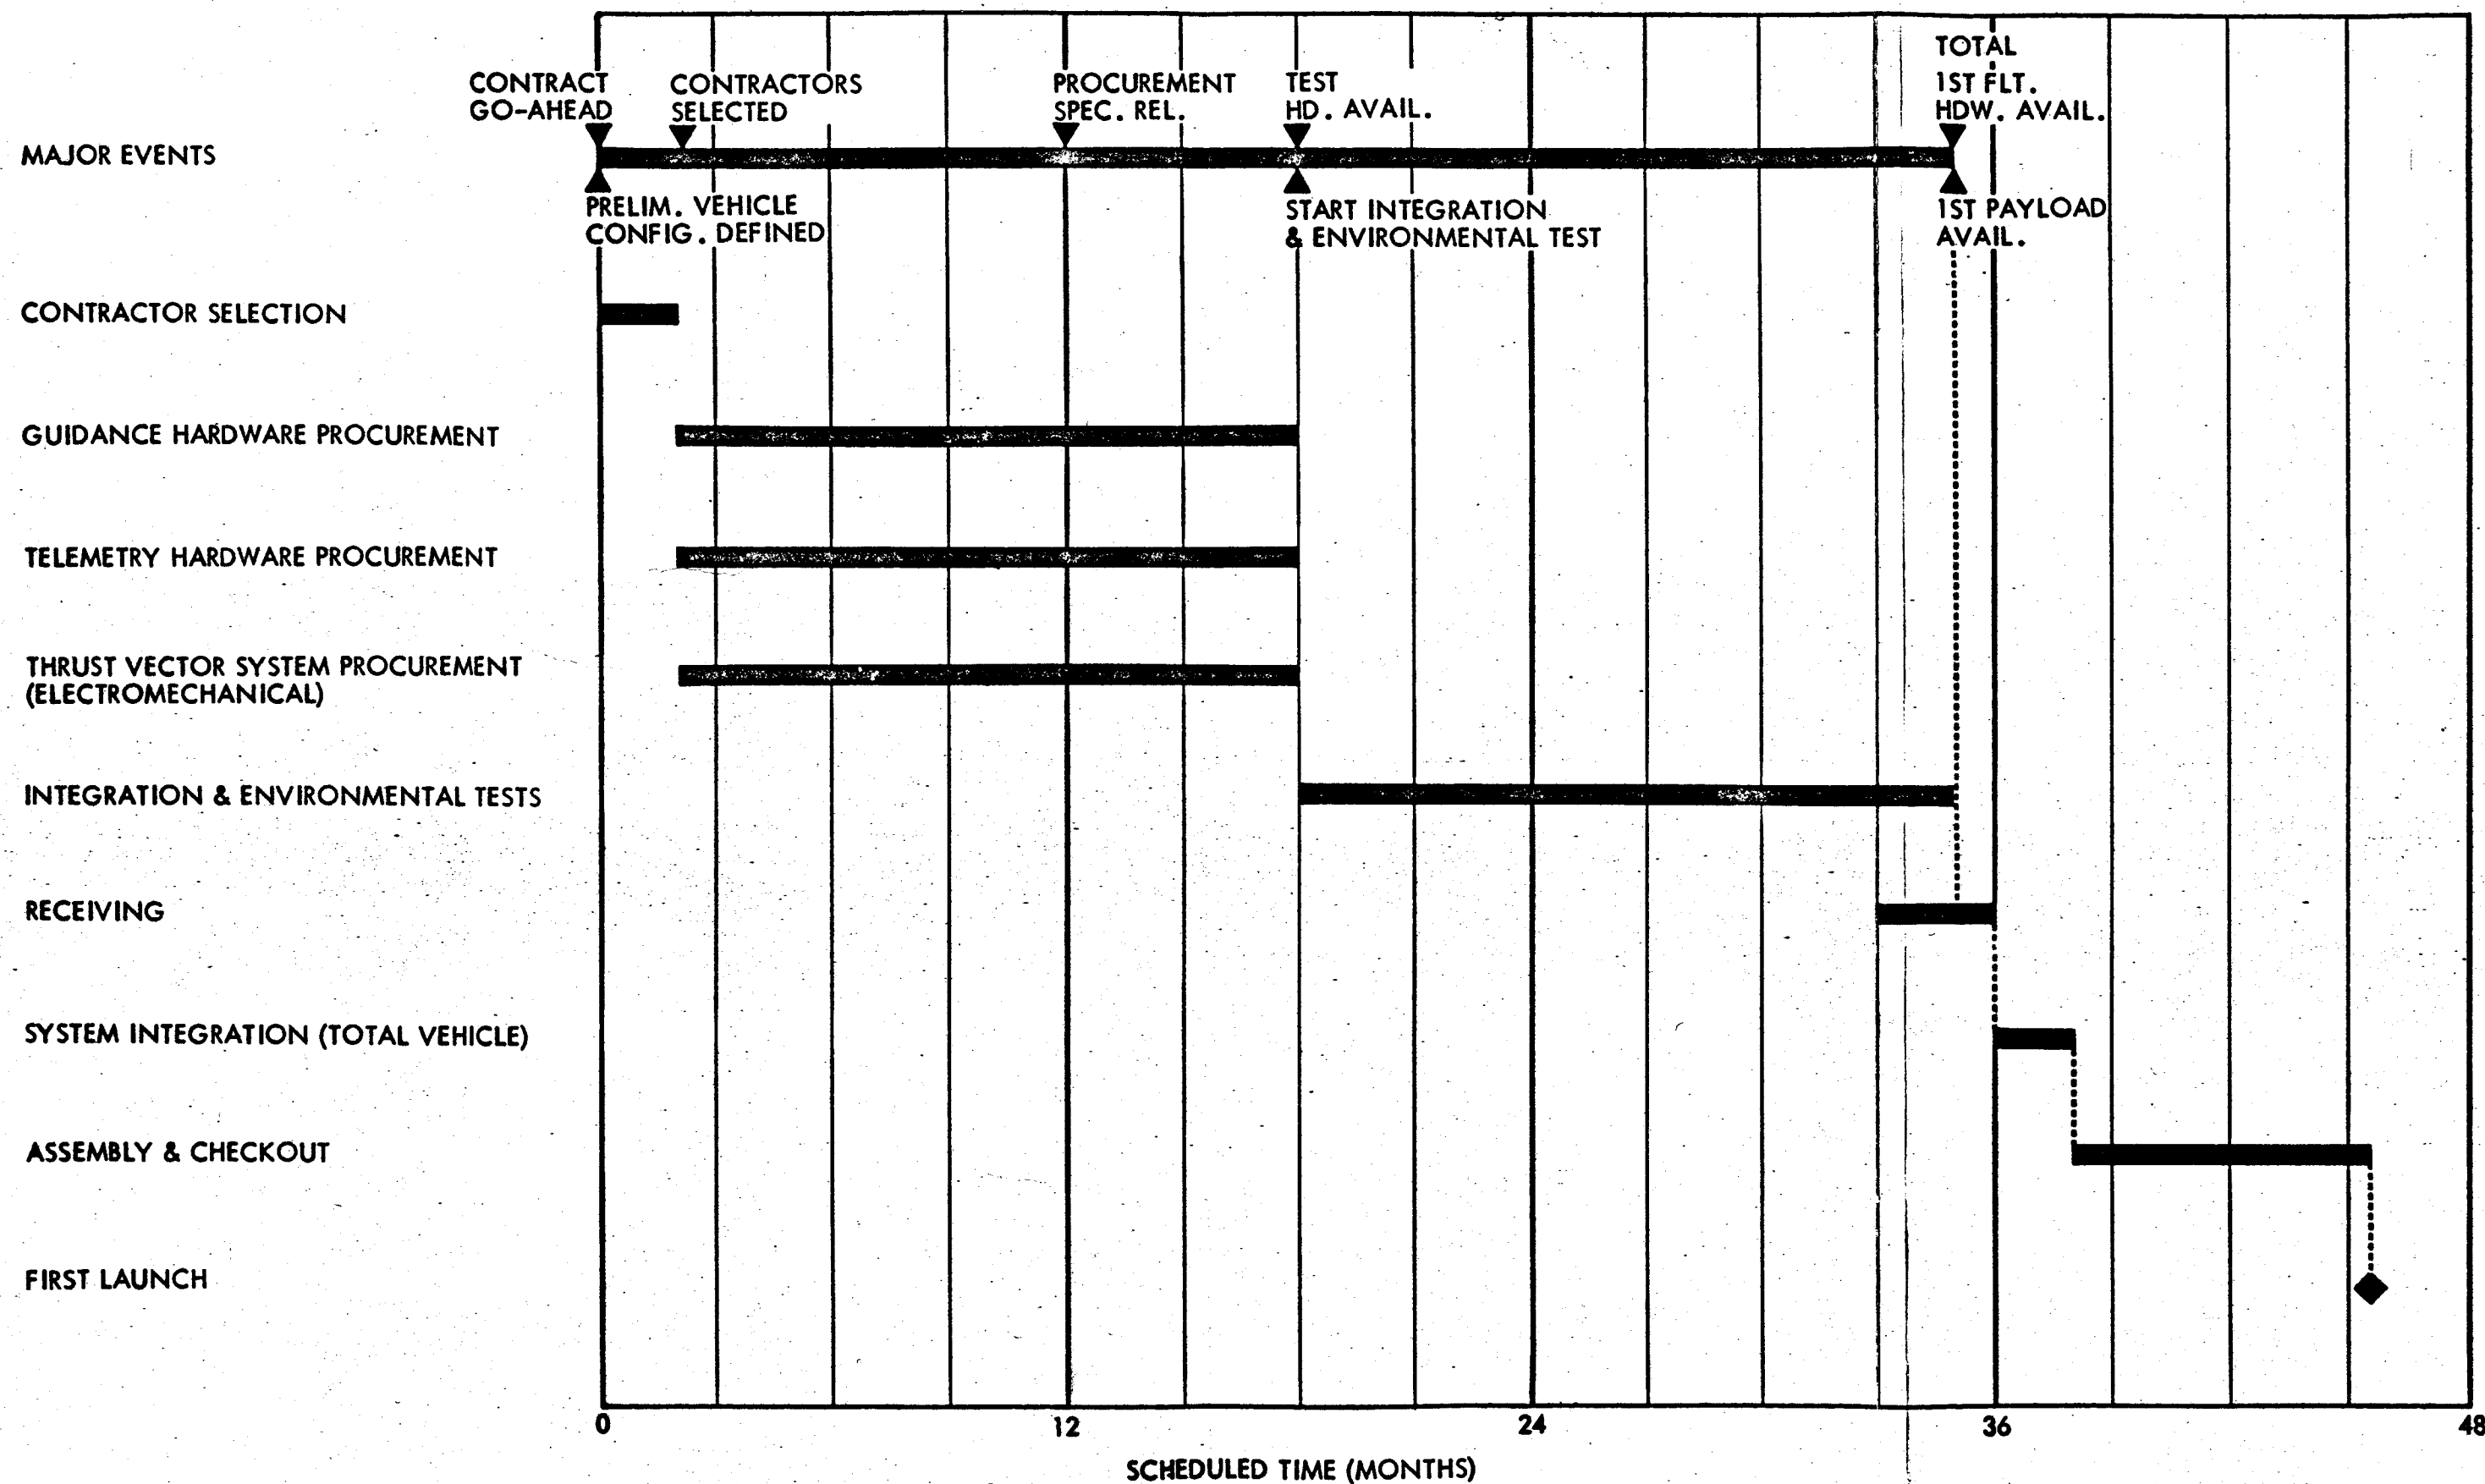 TOTAL
CONTRACT GO-AHEAD
CONTRACTORS SELECTED
PROCUREMENT SPEC. REL.
TEST HD. AVAIL.
1ST FLT. HDW. AVAIL.
MAJOR EVENTS
PRELIM. VEHICLE CONFIG. DEFINED
START INTEGRATION & ENVIRONMENTAL TEST
1ST PAYLOAD AVAIL.
CONTRACTOR SELECTION
GUIDANCE HARDWARE PROCUREMENT
TELEMETRY HARDWARE PROCUREMENT
THRUST VECTOR SYSTEM PROCUREMENT
(ELECTROMECHANICAL)
INTEGRATION & ENVIRONMENTAL TESTS
RECEIVING
SYSTEM INTEGRATION (TOTAL VEHICLE)
ASSEMBLY & CHECKOUT
FIRST LAUNCH
0 12 24 36 48
SCHEDULED TIME (MONTHS)